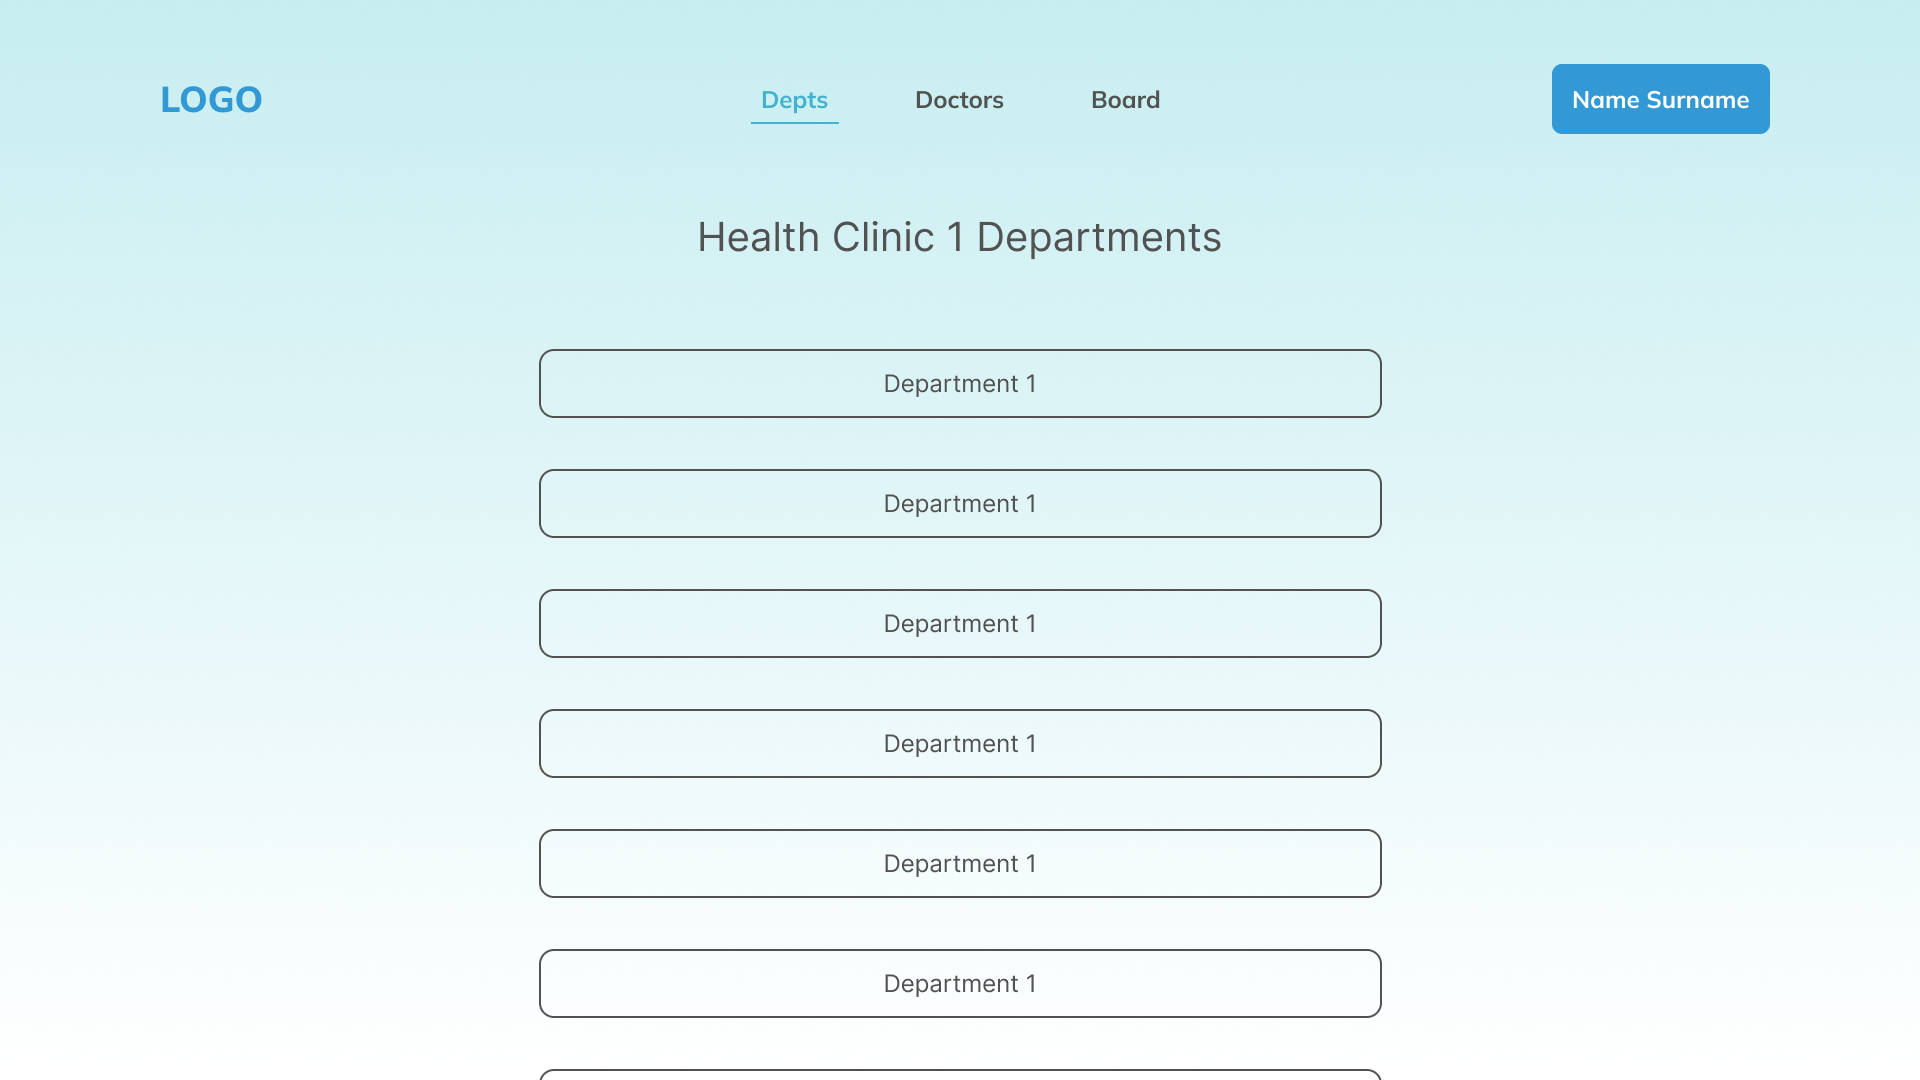 LOGO
Depts
Doctors
Board
Name Surname
Health Clinic 1 Departments
Department 1
Department 1
Department 1
Department 1
Department 1
Department 1